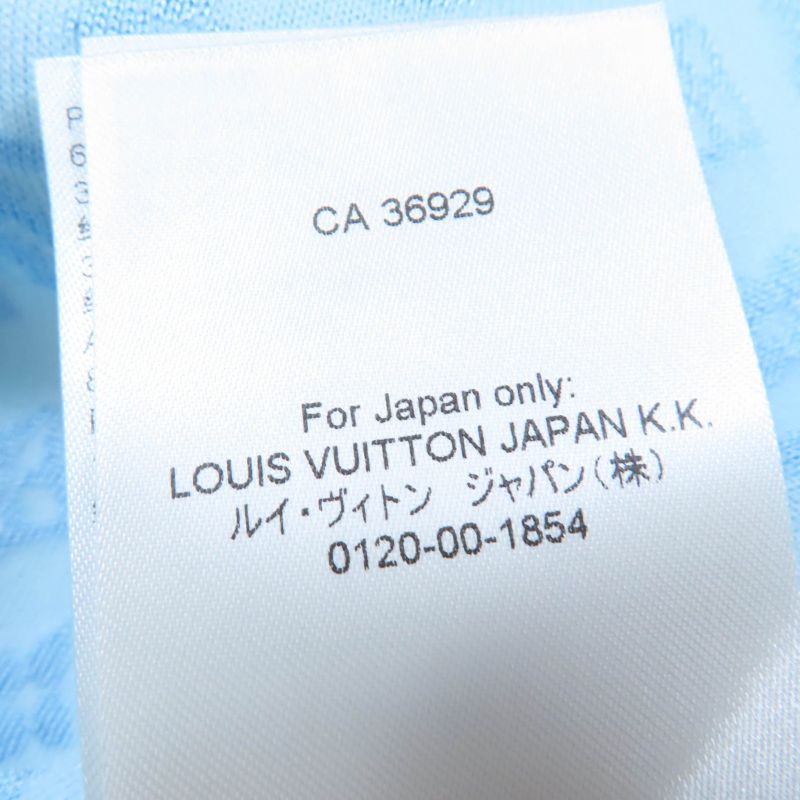 CA 36929
For Japan only:
LOUIS VUITTON JAPAN K.K.
ルイ・ヴィトン ジャパン(株)
0120-00-1854